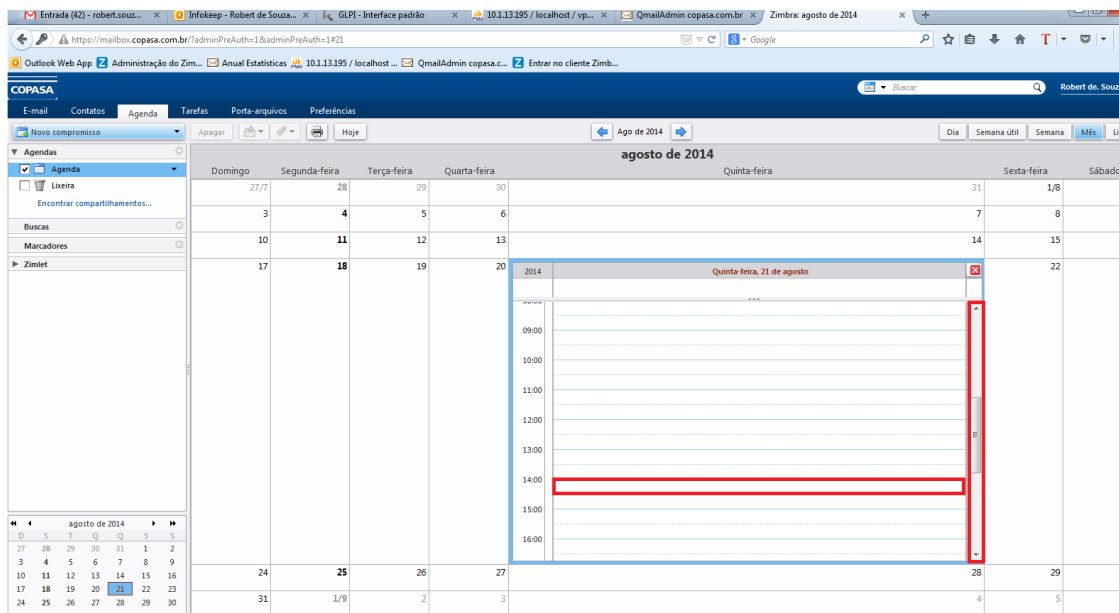 Entrada (42) - robert.souz... × Infokeep - Robert de Souza... × GLPI - Interface padrão × 10.1.13.195 / localhost / vp... × QmailAdmin copasa.com.br × Zimbra: agosto de 2014 × +
https://mailbox.copasa.com.br/?adminPreAuth=1&adminPreAuth=1#21 Google
Outlook Web App Administração do Zim... Anual Estatísticas 10.1.13.195 / localhost ... QmailAdmin copasa.c... Entrar no cliente Zimb...
COPASA Buscar Robert de. Souz
E-mail Contatos Agenda Tarefas Porta-arquivos Preferências
Novo compromisso Apagar Hoje Ago de 2014 Dia Semana útil Semana Mês Li
Agendas agosto de 2014
Agenda Domingo Segunda-feira Terça-feira Quarta-feira Quinta-feira Sexta-feira Sábado
Lixeira 27/7 28 29 30 31 1/8
Encontrar compartilhamentos...
Buscas 3 4 5 6 7 8
Marcadores 10 11 12 13 14 15
Zimlet 17 18 19 20 22
2014 Quinta-feira, 21 de agosto
09:00
10:00
11:00
12:00
13:00
14:00
15:00
16:00
24 25 26 27 28 29
31 1/9 2 3 4 5
agosto de 2014
D S T Q Q S S
27 28 29 30 31 1 2
3 4 5 6 7 8 9
10 11 12 13 14 15 16
17 18 19 20 21 22 23
24 25 26 27 28 29 30